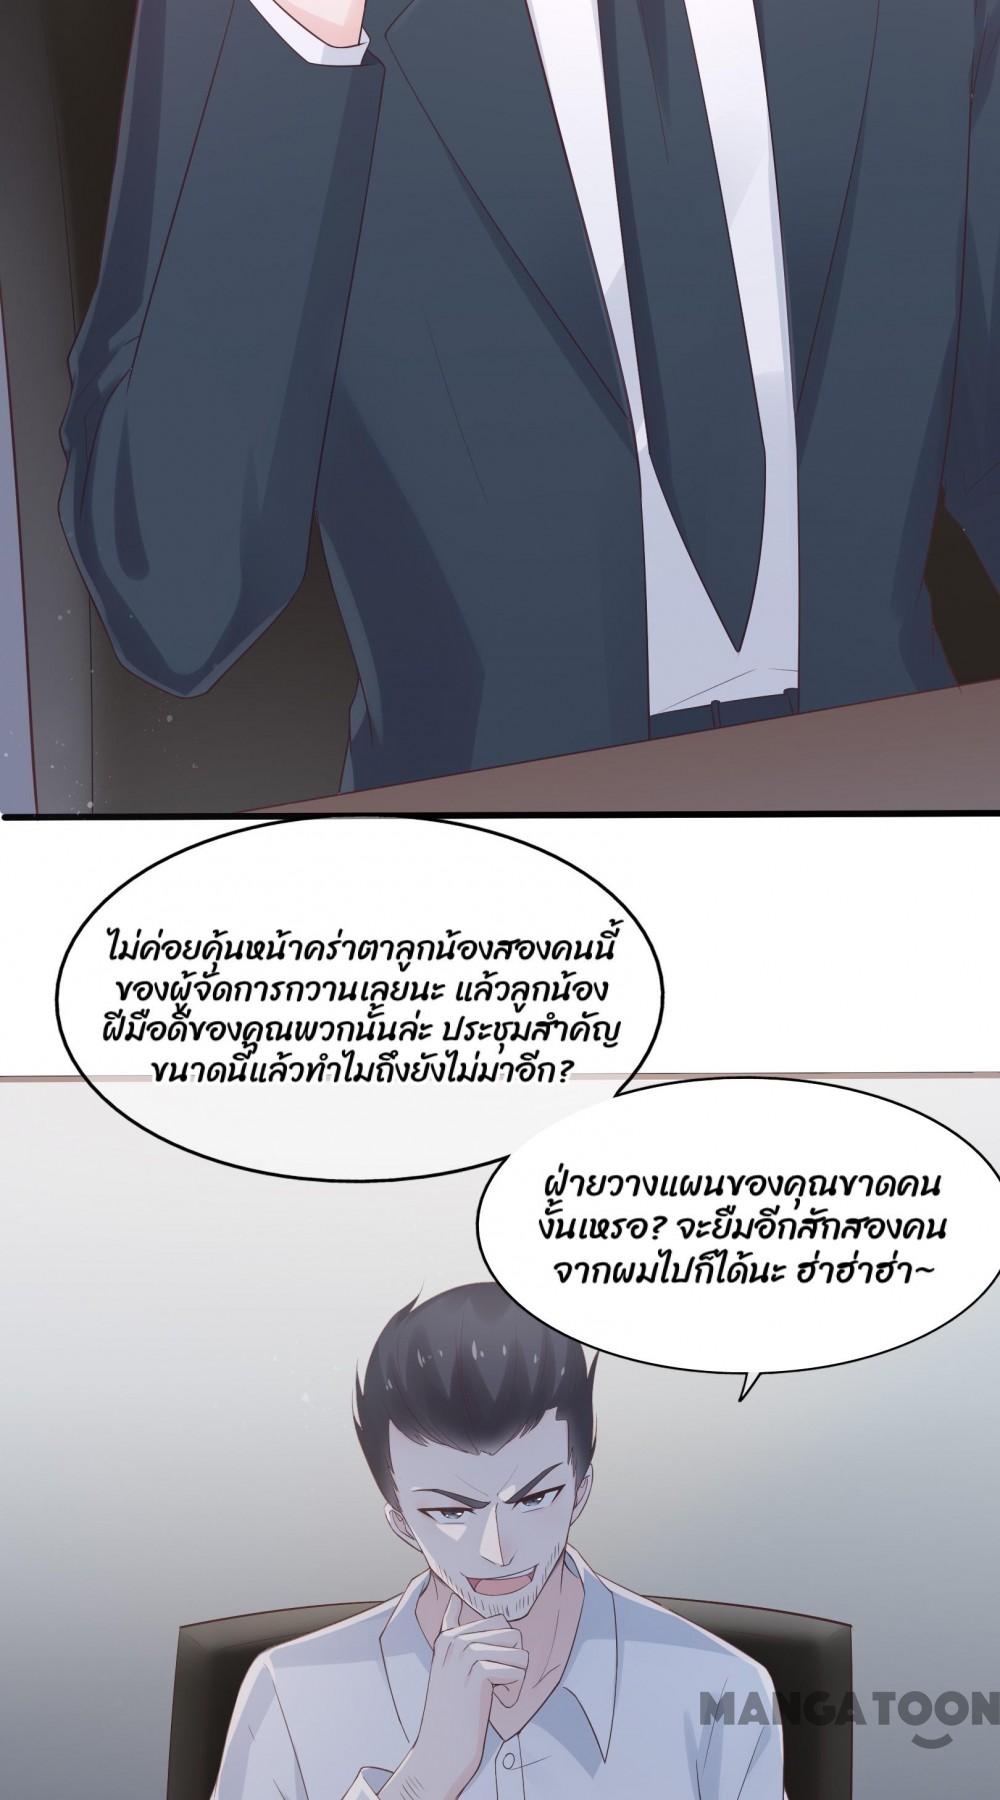 ไม่ค่อยคุ้นหน้าคร่าตาลูกน้องสองคนนี้
ของผู้จัดการกวานเลยนะ แล้วลูกน้อง
ฝีมือดีของคุณพวกนั้นล่ะ ประชุมสำคัญ
ขนาดนี้แล้วทำไมถึงยังไม่มาอีก?
ฝ่ายวางแผนของคุณขาดคน
งั้นเหรอ? จะยืมอีกสักสองคน
จากผมไปก็ได้นะ ฮ่าฮ่าฮ่า~
MANGATOON